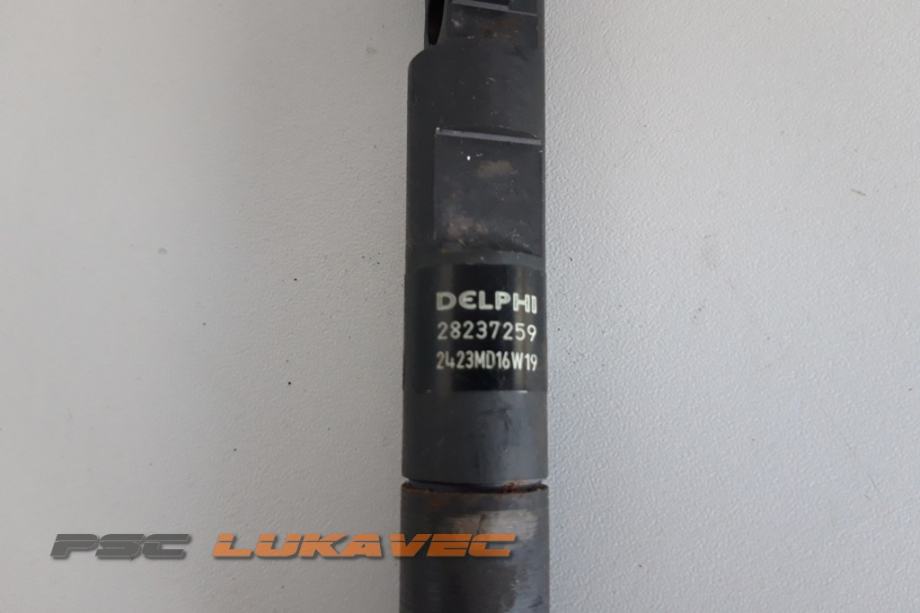 DELPHI
28237259
2423MD16W19
PSC LUKAVEC